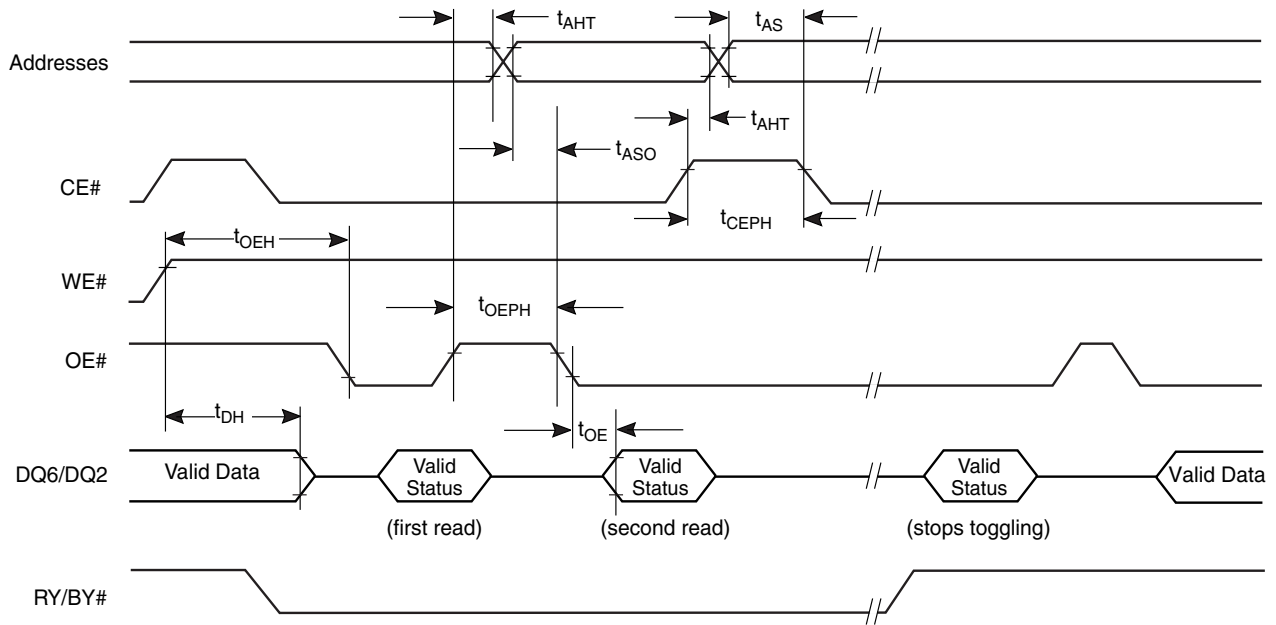 tAHT
tAS
Addresses
tAHT
tASO
CE#
tCEPH
tOEH
WE#
tOEPH
OE#
tDH
tOE
DQ6/DQ2
Valid Data
Valid
Status
Valid
Status
Valid
Status
Valid Data
(first read)
(second read)
(stops toggling)
RY/BY#